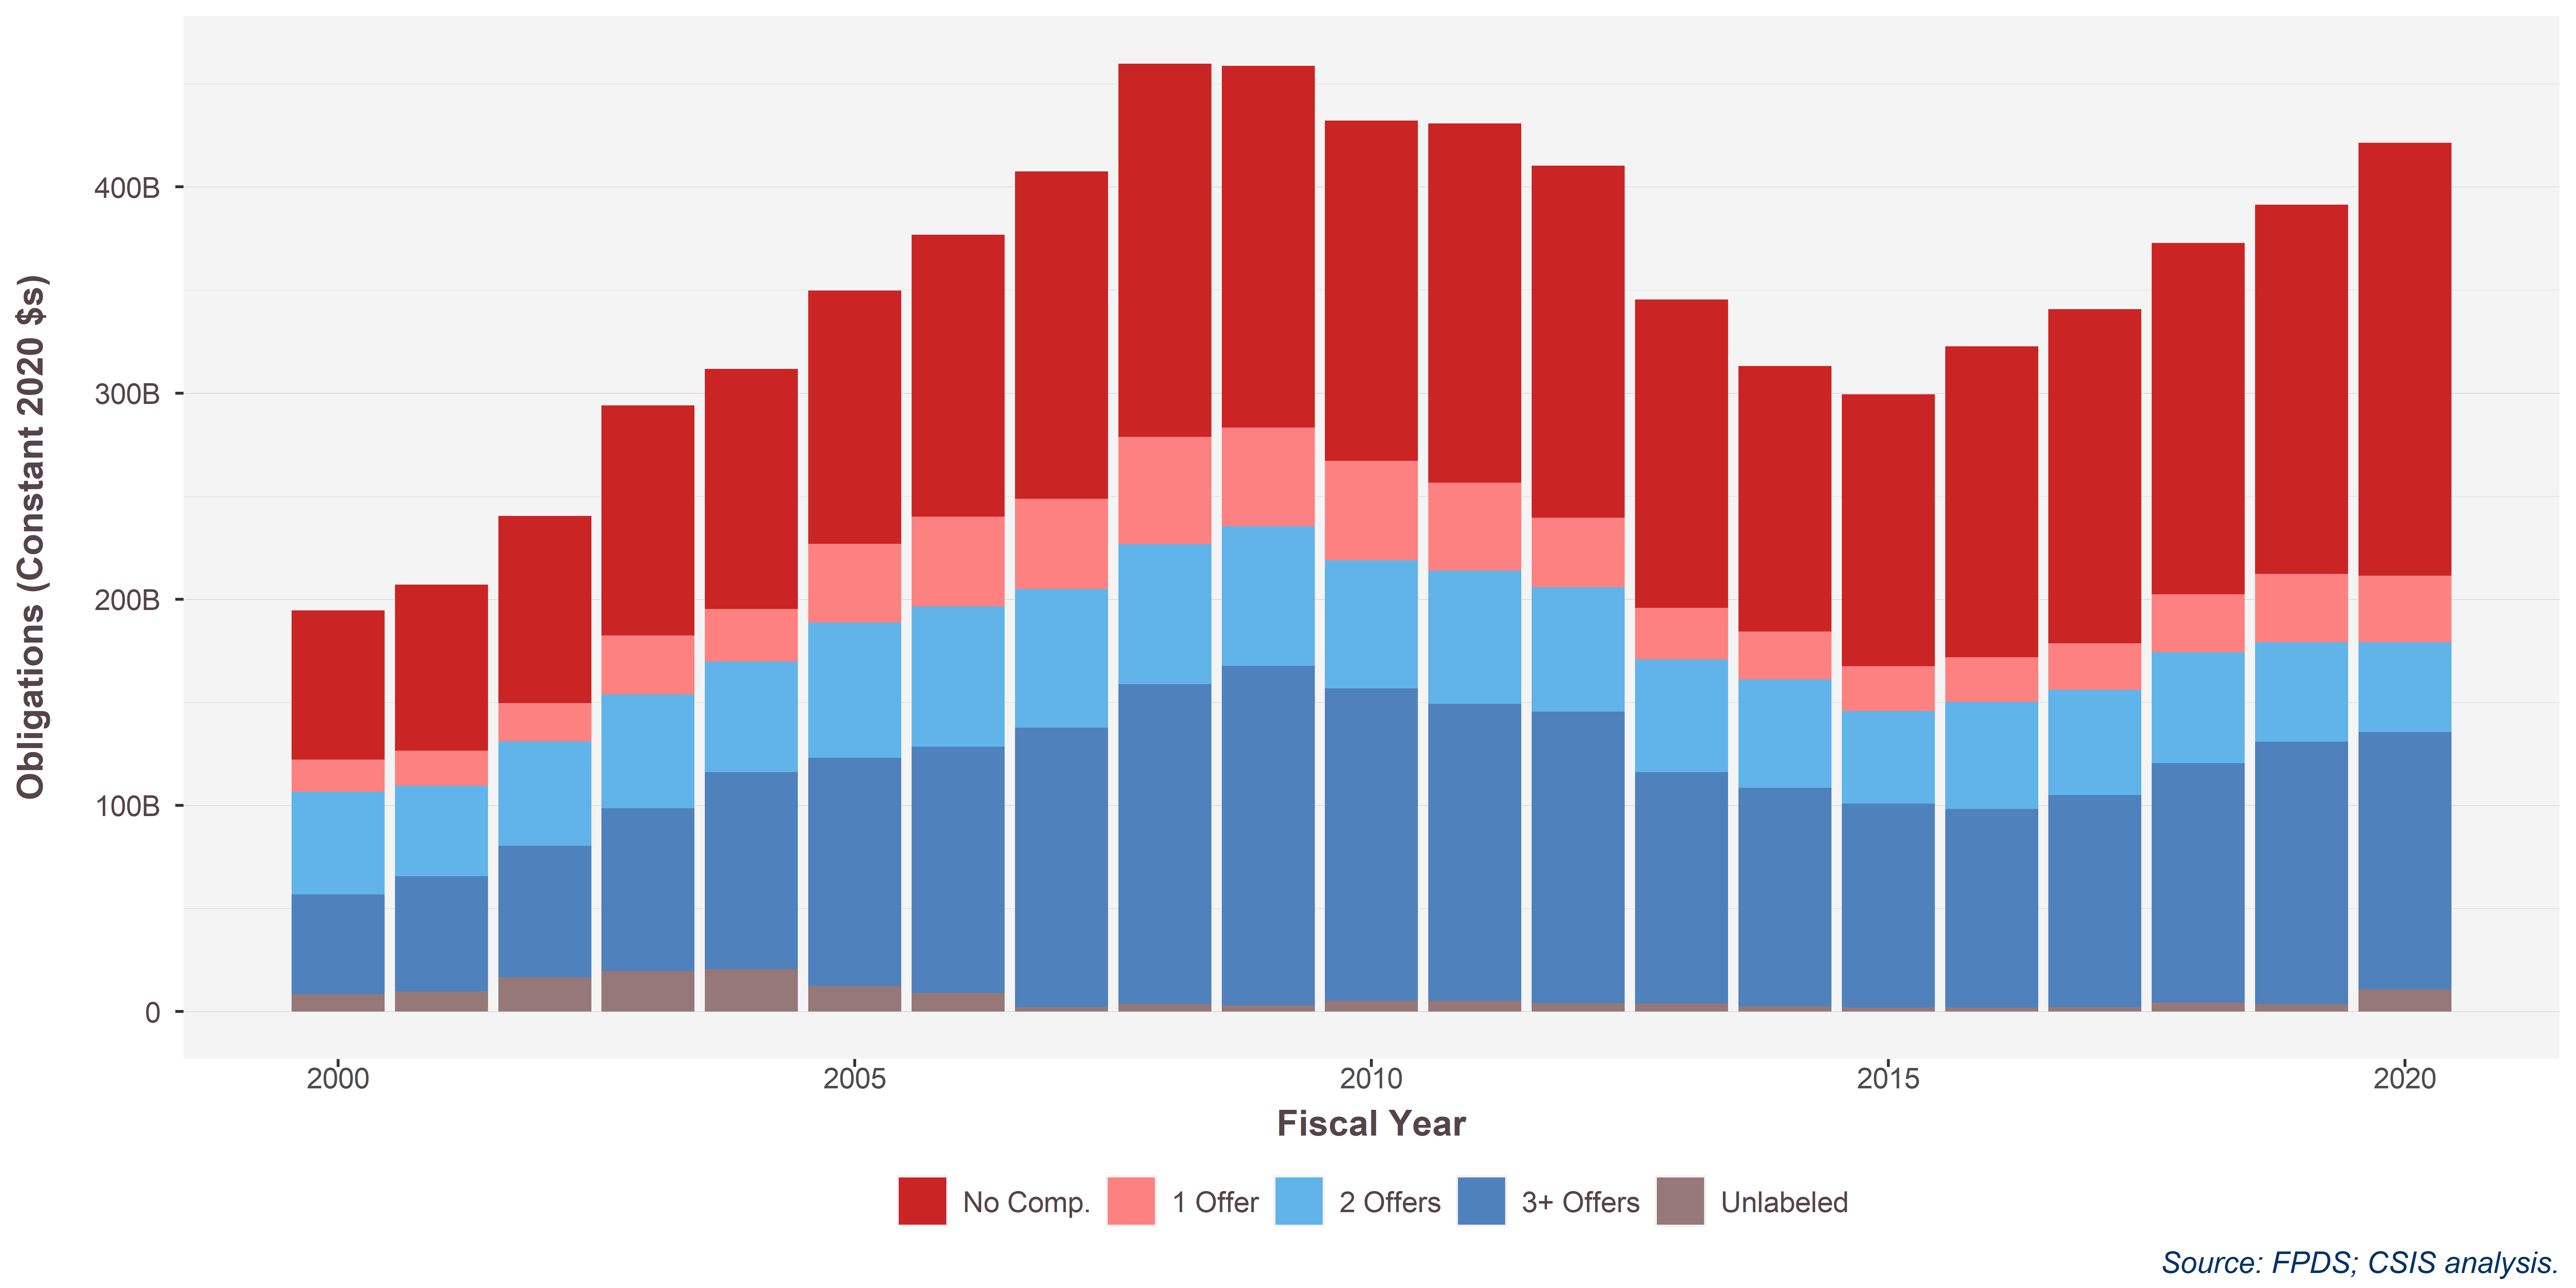 Obligations (Constant 2020 $s)
400B
300B
200B
100B
0
2000 2005 2010 2015 2020
Fiscal Year
No Comp. 1 Offer 2 Offers 3+ Offers Unlabeled
Source: FPDS; CSIS analysis.